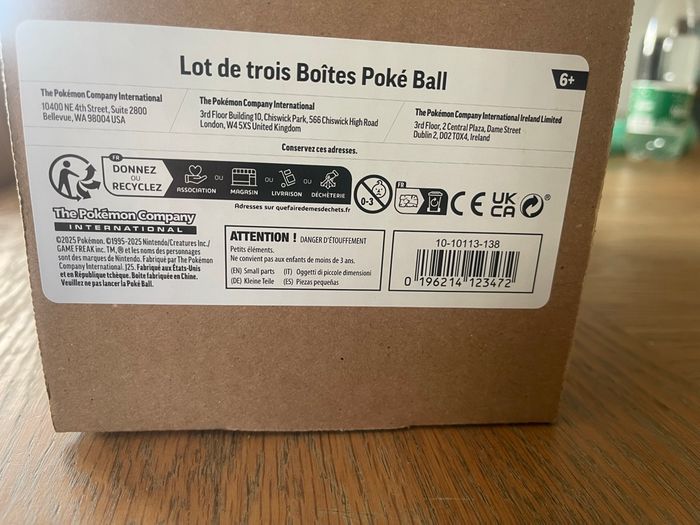 Lot de trois Boîtes Poké Ball
6+
The Pokémon Company International
10400 NE 4th Street, Suite 2800
Bellevue, WA 98004 USA
The Pokémon Company International
3rd Floor Building 10, Chiswick Park, 566 Chiswick High Road
London, W4 5XS United Kingdom
The Pokémon Company International Ireland Limited
3rd Floor, 2 Central Plaza, Dame Street
Dublin 2, D02 T0X4, Ireland
Conservez ces adresses.
FR
DONNEZ
OU
RECYCLEZ
ASSOCIATION
OU
MAGASIN
OU
LIVRAISON
OU
DÉCHÈTERIE
Adresses sur quefairedemesdechets.fr
0-3
FR
CE
UK
CA
The Pokémon Company
INTERNATIONAL
©2025 Pokémon. ©1995-2025 Nintendo/Creatures Inc./
GAME FREAK inc. TM, ® et les noms des personnages
sont des marques de Nintendo. Fabriqué par The Pokémon
Company International. J25. Fabriqué aux États-Unis
et en République tchèque. Boîte fabriquée en Chine.
Veuillez ne pas lancer la Poké Ball.
ATTENTION ! DANGER D'ÉTOUFFEMENT
Petits éléments.
Ne convient pas aux enfants de moins de 3 ans.
(EN) Small parts (IT) Oggetti di piccole dimensioni
(DE) Kleine Teile (ES) Piezas pequeñas
10-10113-138
0 196214 123472